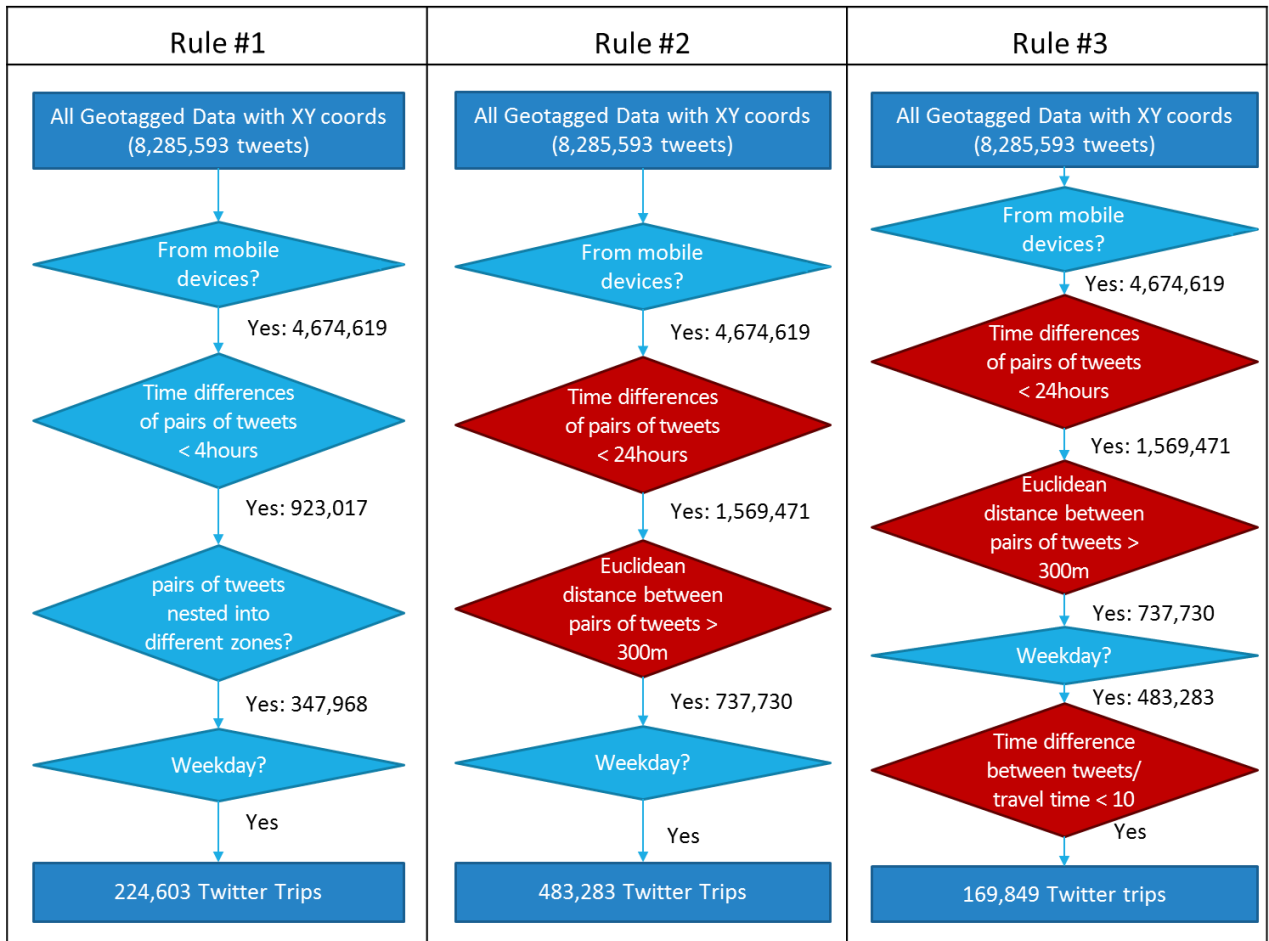 Rule #1
All Geotagged Data with XY coords
(8,285,593 tweets)
From mobile
devices?
Yes: 4,674,619
Time differences
of pairs of tweets
< 4hours
Yes: 923,017
pairs of tweets
nested into
different zones?
Yes: 347,968
Weekday?
Yes
224,603 Twitter Trips
Rule #2
All Geotagged Data with XY coords
(8,285,593 tweets)
From mobile
devices?
Yes: 4,674,619
Time differences
of pairs of tweets
< 24hours
Yes: 1,569,471
Euclidean
distance between
pairs of tweets >
300m
Yes: 737,730
Weekday?
Yes
483,283 Twitter Trips
Rule #3
All Geotagged Data with XY coords
(8,285,593 tweets)
From mobile
devices?
Yes: 4,674,619
Time differences
of pairs of tweets
< 24hours
Yes: 1,569,471
Euclidean
distance between
pairs of tweets >
300m
Yes: 737,730
Weekday?
Yes: 483,283
Time difference
between tweets/
travel time < 10
Yes
169,849 Twitter trips